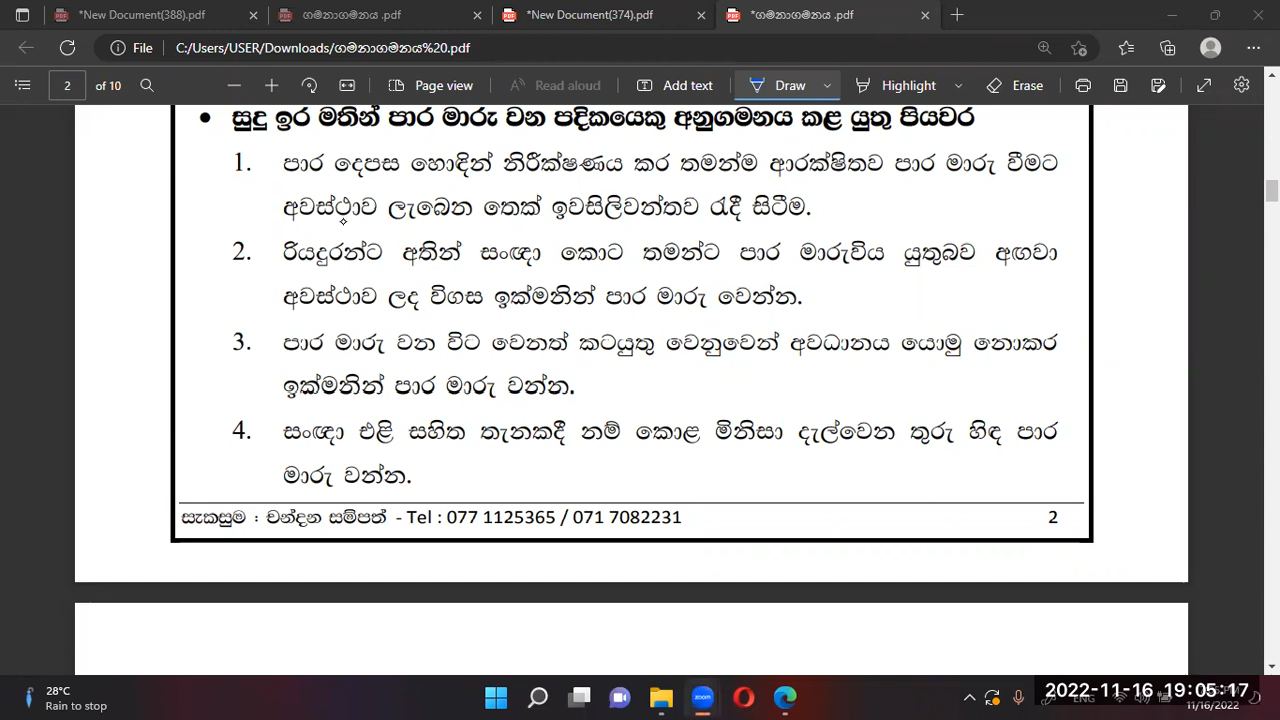 *New Document(388).pdf
ගමනාගමනය .pdf
*New Document(374).pdf
*ගමනාගමනය .pdf
File C:/Users/USER/Downloads/ගමනාගමනය%20.pdf
2 of 10 Page view Read aloud Add text Draw Highlight Erase
• සුදු ඉර මතින් පාර මාරු වන පදිකයෙකු අනුගමනය කළ යුතු පියවර
1. පාර දෙපස හොඳින් නිරීක්ෂණය කර තමන්ම ආරක්ෂිතව පාර මාරු වීමට
අවස්ථාව ලැබෙන තෙක් ඉවසිලිවන්තව රැදී සිටීම.
2. රියදුරන්ට අතින් සංඥා කොට තමන්ට පාර මාරුවිය යුතුබව අඟවා
අවස්ථාව ලද විගස ඉක්මනින් පාර මාරු වෙන්න.
3. පාර මාරු වන විට වෙනත් කටයුතු වෙනුවෙන් අවධානය යොමු නොකර
ඉක්මනින් පාර මාරු වන්න.
4. සංඥා එළි සහිත තැනකදී නම් කොළ මිනිසා දැල්වෙන තුරු හිඳ පාර
මාරු වන්න.
සැකසුම : චන්දන සම්පත් - Tel : 077 1125365 / 071 7082231 2
28°C
Rain to stop
zoom
ENG
2022-11-16 19:05:17
11/16/2022